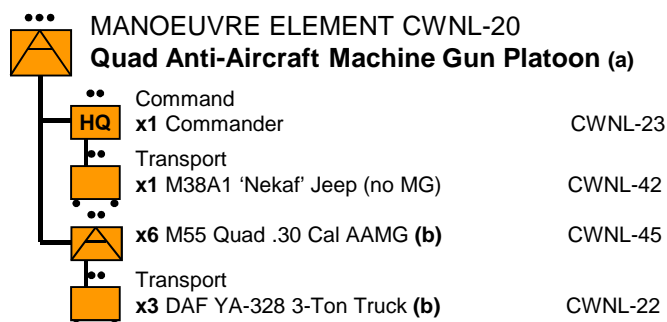 MANOEUVRE ELEMENT CWNL-20
Quad Anti-Aircraft Machine Gun Platoon (a)
Command
HQ x1 Commander CWNL-23
Transport
x1 M38A1 ‘Nekaf’ Jeep (no MG) CWNL-42
x6 M55 Quad .30 Cal AAMG (b) CWNL-45
Transport
x3 DAF YA-328 3-Ton Truck (b) CWNL-22